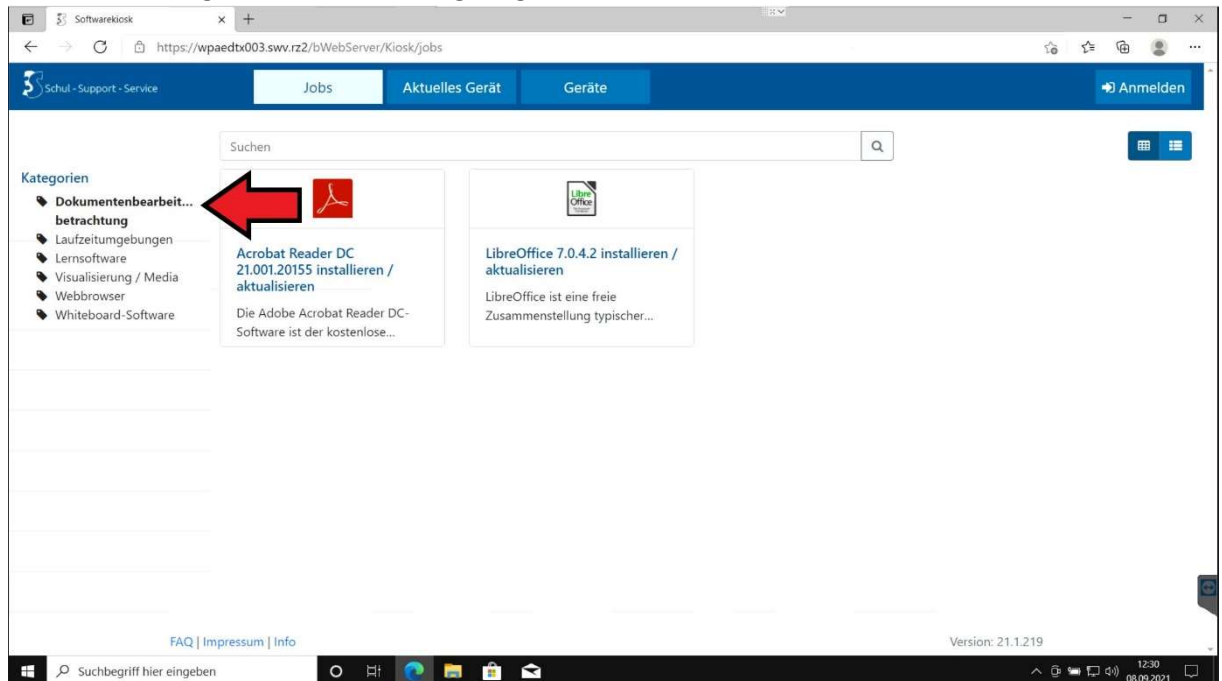 Softwarekiosk
https://wpaedtx003.swv.rz2/bWebServer/Kiosk/jobs
Schul - Support - Service
Jobs
Aktuelles Gerät
Geräte
Anmelden
Suchen
Kategorien
Dokumentenbearbeit...
betrachtung
Laufzeitumgebungen
Lernsoftware
Visualisierung / Media
Webbrowser
Whiteboard-Software
Acrobat Reader DC
21.001.20155 installieren /
aktualisieren
Die Adobe Acrobat Reader DC-
Software ist der kostenlose...
Libre
Office
LibreOffice 7.0.4.2 installieren /
aktualisieren
LibreOffice ist eine freie
Zusammenstellung typischer...
FAQ | Impressum | Info
Version: 21.1.219
Suchbegriff hier eingeben
12:30
08.09.2021